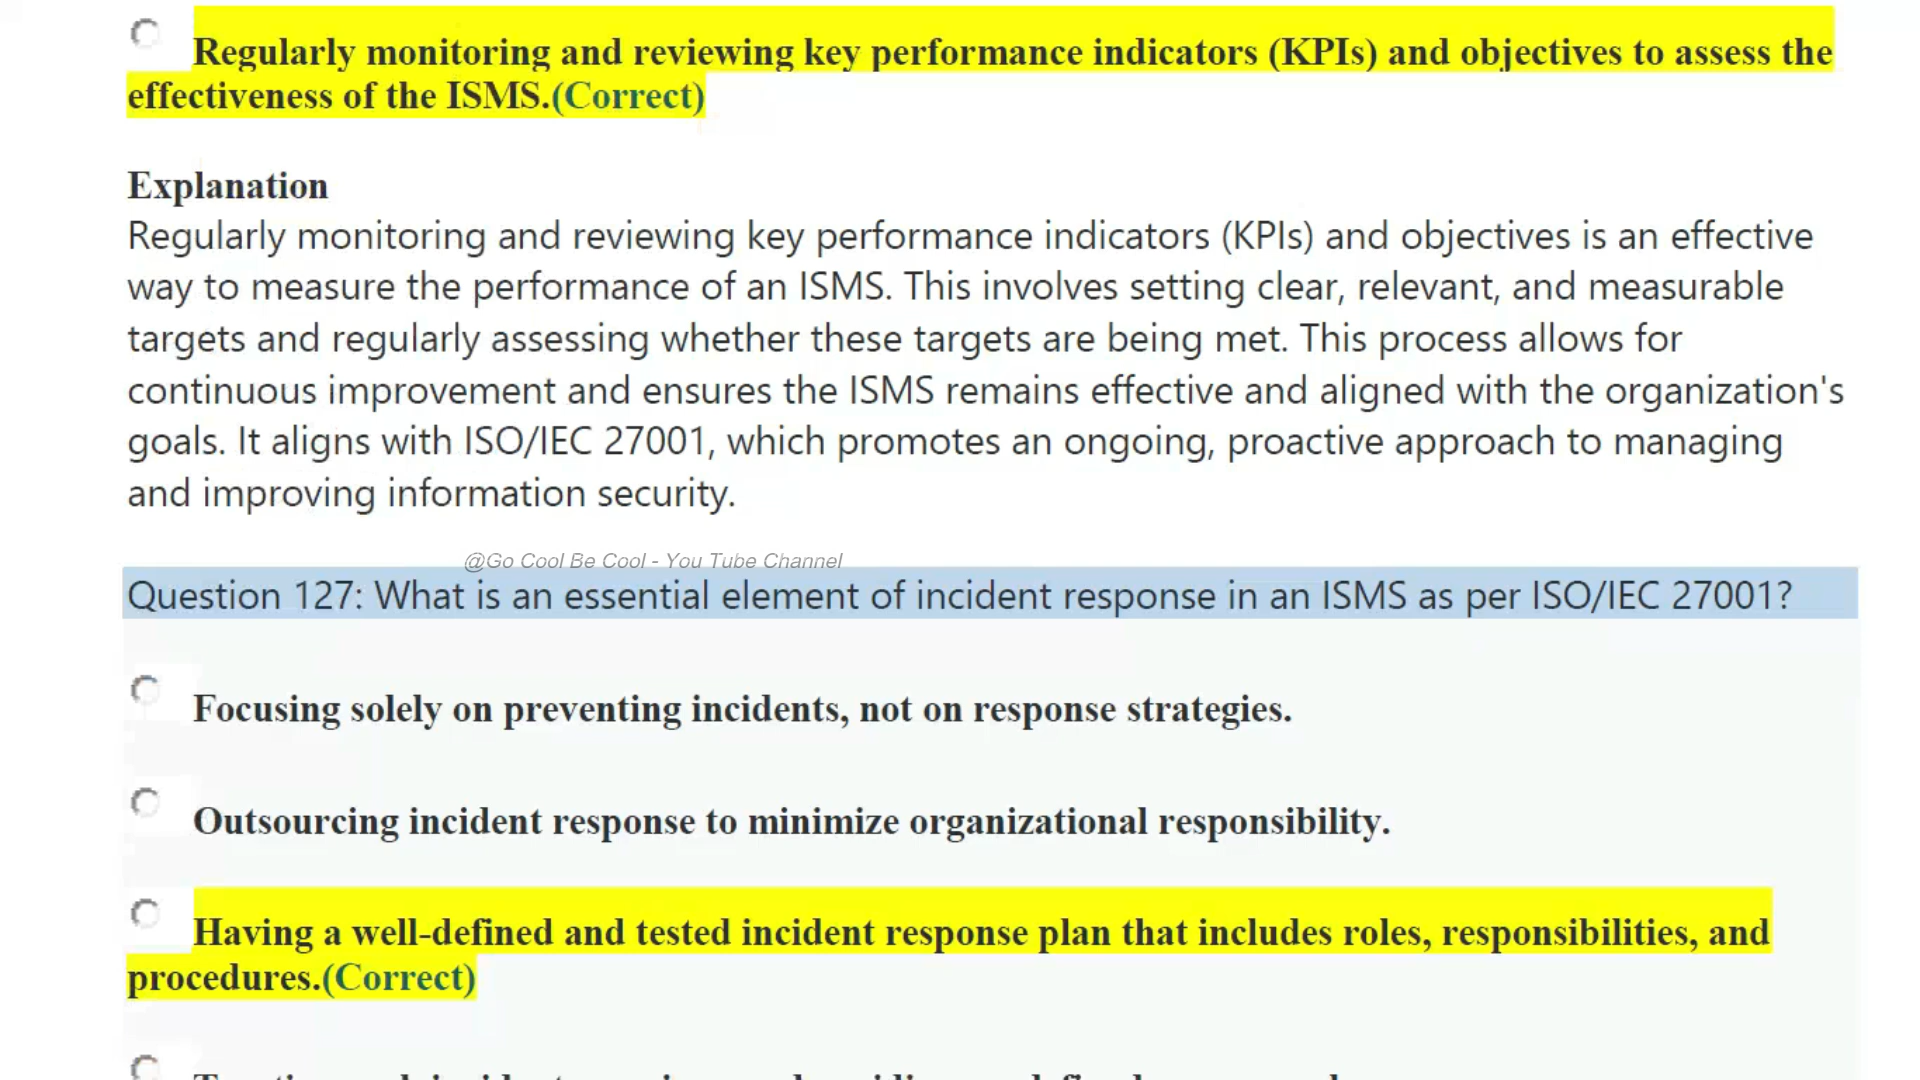 Regularly monitoring and reviewing key performance indicators (KPIs) and objectives to assess the
effectiveness of the ISMS.(Correct)
Explanation
Regularly monitoring and reviewing key performance indicators (KPIs) and objectives is an effective
way to measure the performance of an ISMS. This involves setting clear, relevant, and measurable
targets and regularly assessing whether these targets are being met. This process allows for
continuous improvement and ensures the ISMS remains effective and aligned with the organization's
goals. It aligns with ISO/IEC 27001, which promotes an ongoing, proactive approach to managing
and improving information security.
@Go Cool Be Cool - You Tube Channel
Question 127: What is an essential element of incident response in an ISMS as per ISO/IEC 27001?
Focusing solely on preventing incidents, not on response strategies.
Outsourcing incident response to minimize organizational responsibility.
Having a well-defined and tested incident response plan that includes roles, responsibilities, and
procedures.(Correct)